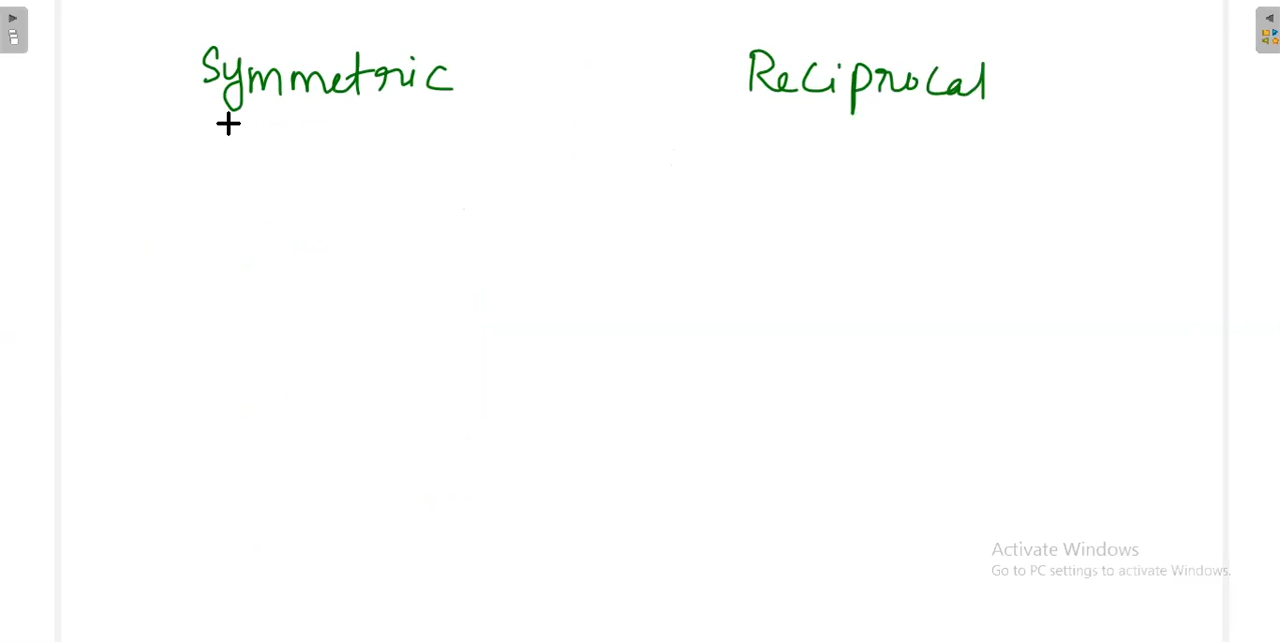 Symmetric Reciprocal
Activate Windows
Go to PC settings to activate Windows.